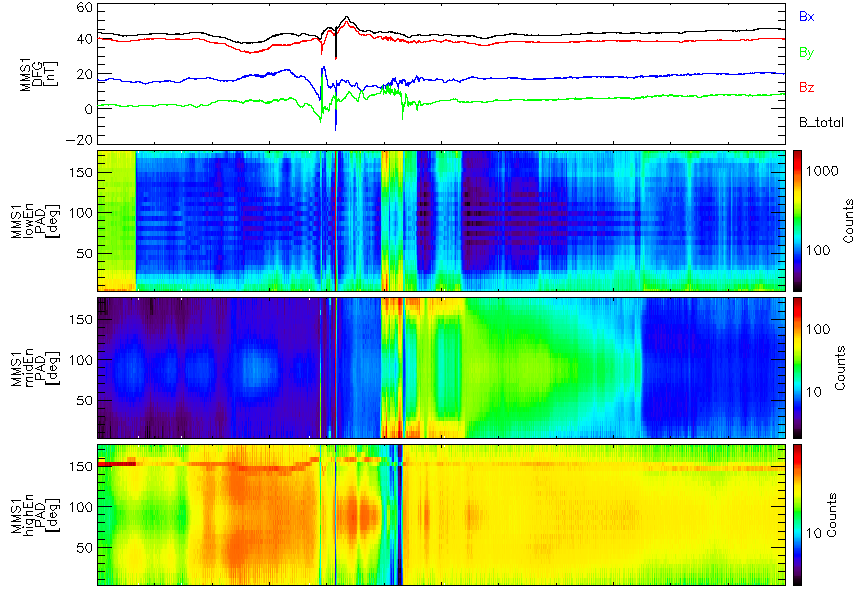 60
40
20
0
−20
MMS1
DFG
[nT]
Bx
By
Bz
B_total
150
100
50
MMS1
lowEn
PAD
[deg]
1000
100
Counts
150
100
50
MMS1
midEn
PAD
[deg]
100
10
Counts
150
100
50
MMS1
highEn
PAD
[deg]
10
Counts